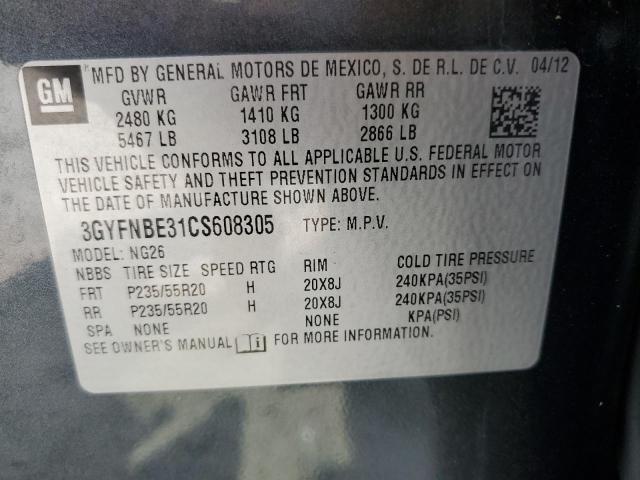 GM
MFD BY GENERAL MOTORS DE MEXICO, S. DE R.L. DE C.V. 04/12
GVWR GAWR FRT GAWR RR
2480 KG 1410 KG 1300 KG
5467 LB 3108 LB 2866 LB
THIS VEHICLE CONFORMS TO ALL APPLICABLE U.S. FEDERAL MOTOR
VEHICLE SAFETY AND THEFT PREVENTION STANDARDS IN EFFECT ON
THE DATE OF MANUFACTURE SHOWN ABOVE.
3GYFNBE31CS608305 TYPE: M.P.V.
MODEL: NG26
NBBS TIRE SIZE SPEED RTG RIM COLD TIRE PRESSURE
FRT P235/55R20 H 20X8J 240KPA(35PSI)
RR P235/55R20 H 20X8J 240KPA(35PSI)
SPA NONE NONE KPA(PSI)
SEE OWNER'S MANUAL i FOR MORE INFORMATION.